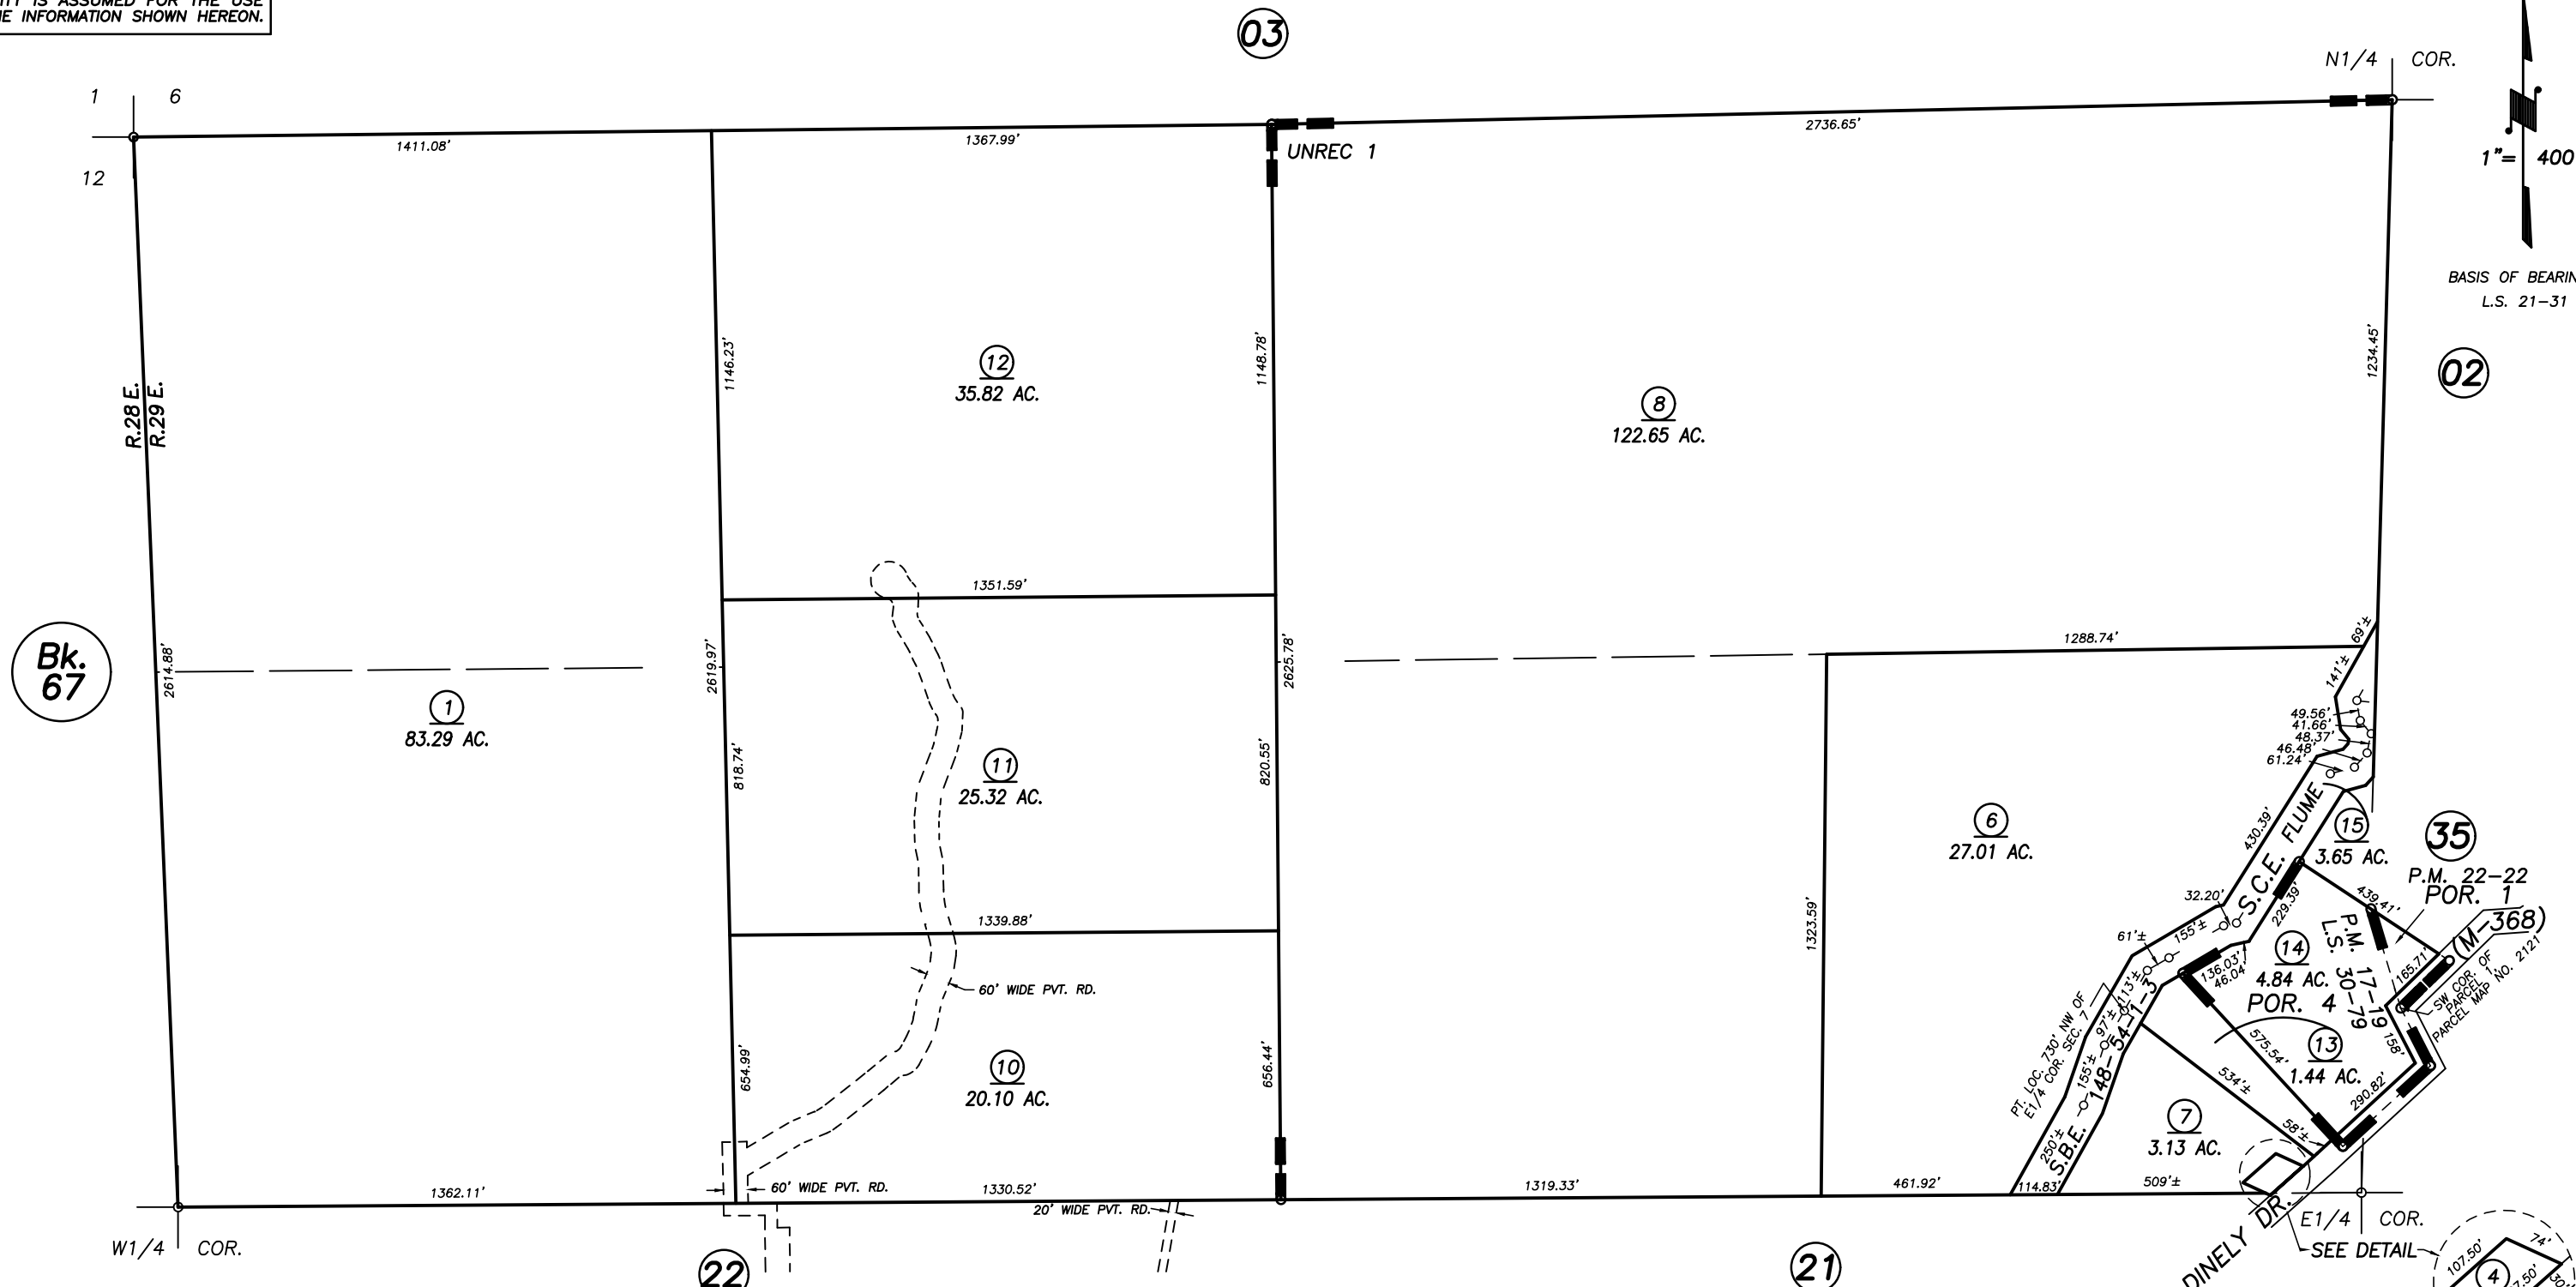 IS ASSUMED FOR THE USE
INFORMATION SHOWN HEREON.
03
N1/4 COR.
1 6
12
1411.08'
1367.99'
2736.65'
UNREC 1
1"= 400
BASIS OF
L.S. 21-31
02
R.28 E.
R.29 E.
1146.23'
12
35.82 AC.
1148.78'
8
122.65 AC.
1234.45'
1351.59'
Bk.
67
2614.88'
1
83.29 AC.
2619.97'
818.74'
11
25.32 AC.
820.55'
2625.78'
1288.74'
69'±
141'±
49.56'
41.66'
48.37'
46.48'
61.24'
6
27.01 AC.
1323.59'
430.39'
S.C.E. FLUME
15
3.65 AC.
35
P.M. 22-22
POR. 1
(M-368)
439.41'
229.39'
32.20'
155'±
61'±
136.03'
46.04'
14
4.84 AC.
POR. 4
P.M. 17-19
L.S. 30-79
165.71'
SW COR. OF
PARCEL 1,
PARCEL MAP NO. 2121
158'
1339.88'
60' WIDE PVT. RD.
654.99'
10
20.10 AC.
656.44'
PT. LOC. 730' NW OF
E1/4 COR. SEC. 7
113'±
97'±
155'±
250'±
S.B.E. 148-54-1-3
575.54'
13
1.44 AC.
290.82'
534'±
58'±
7
3.13 AC.
1362.11'
60' WIDE PVT. RD.
1330.52'
1319.33'
461.92'
114.83'
509'±
20' WIDE PVT. RD.
W1/4 COR.
E1/4 COR.
DINELY DR.
SEE DETAIL
22
21
107.50'
74'
4